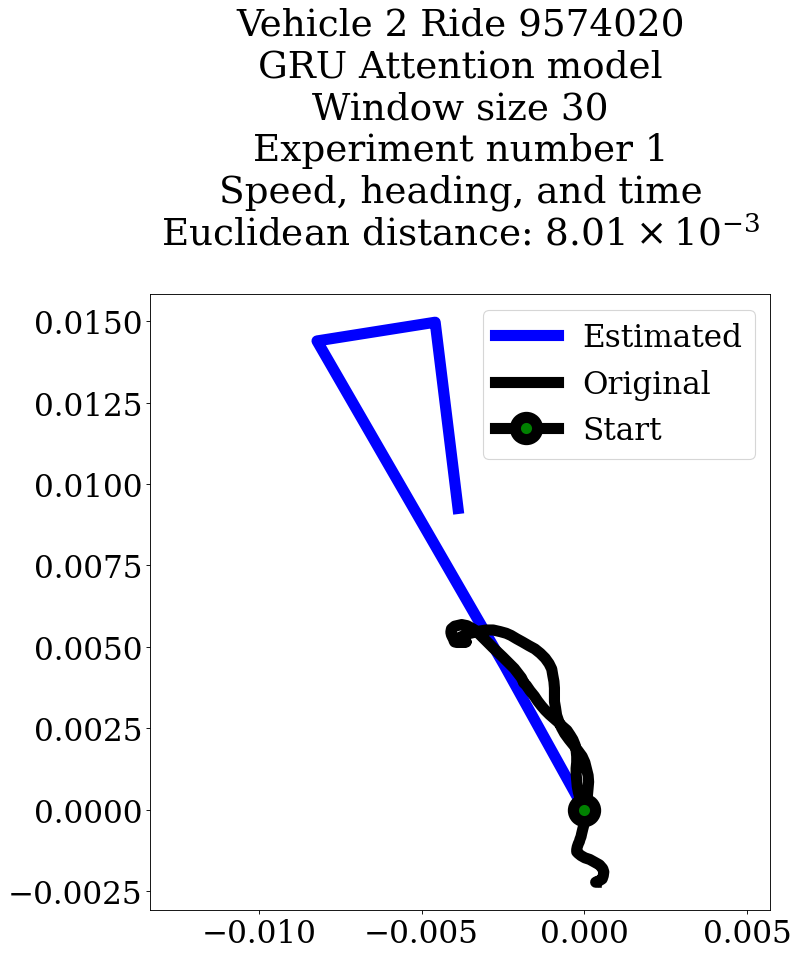 Vehicle 2 Ride 9574020
GRU Attention model
Window size 30
Experiment number 1
Speed, heading, and time
Euclidean distance: 8.01 × 10⁻³
Estimated
Original
Start
0.0150
0.0125
0.0100
0.0075
0.0050
0.0025
0.0000
−0.0025
−0.010 −0.005 0.000 0.005